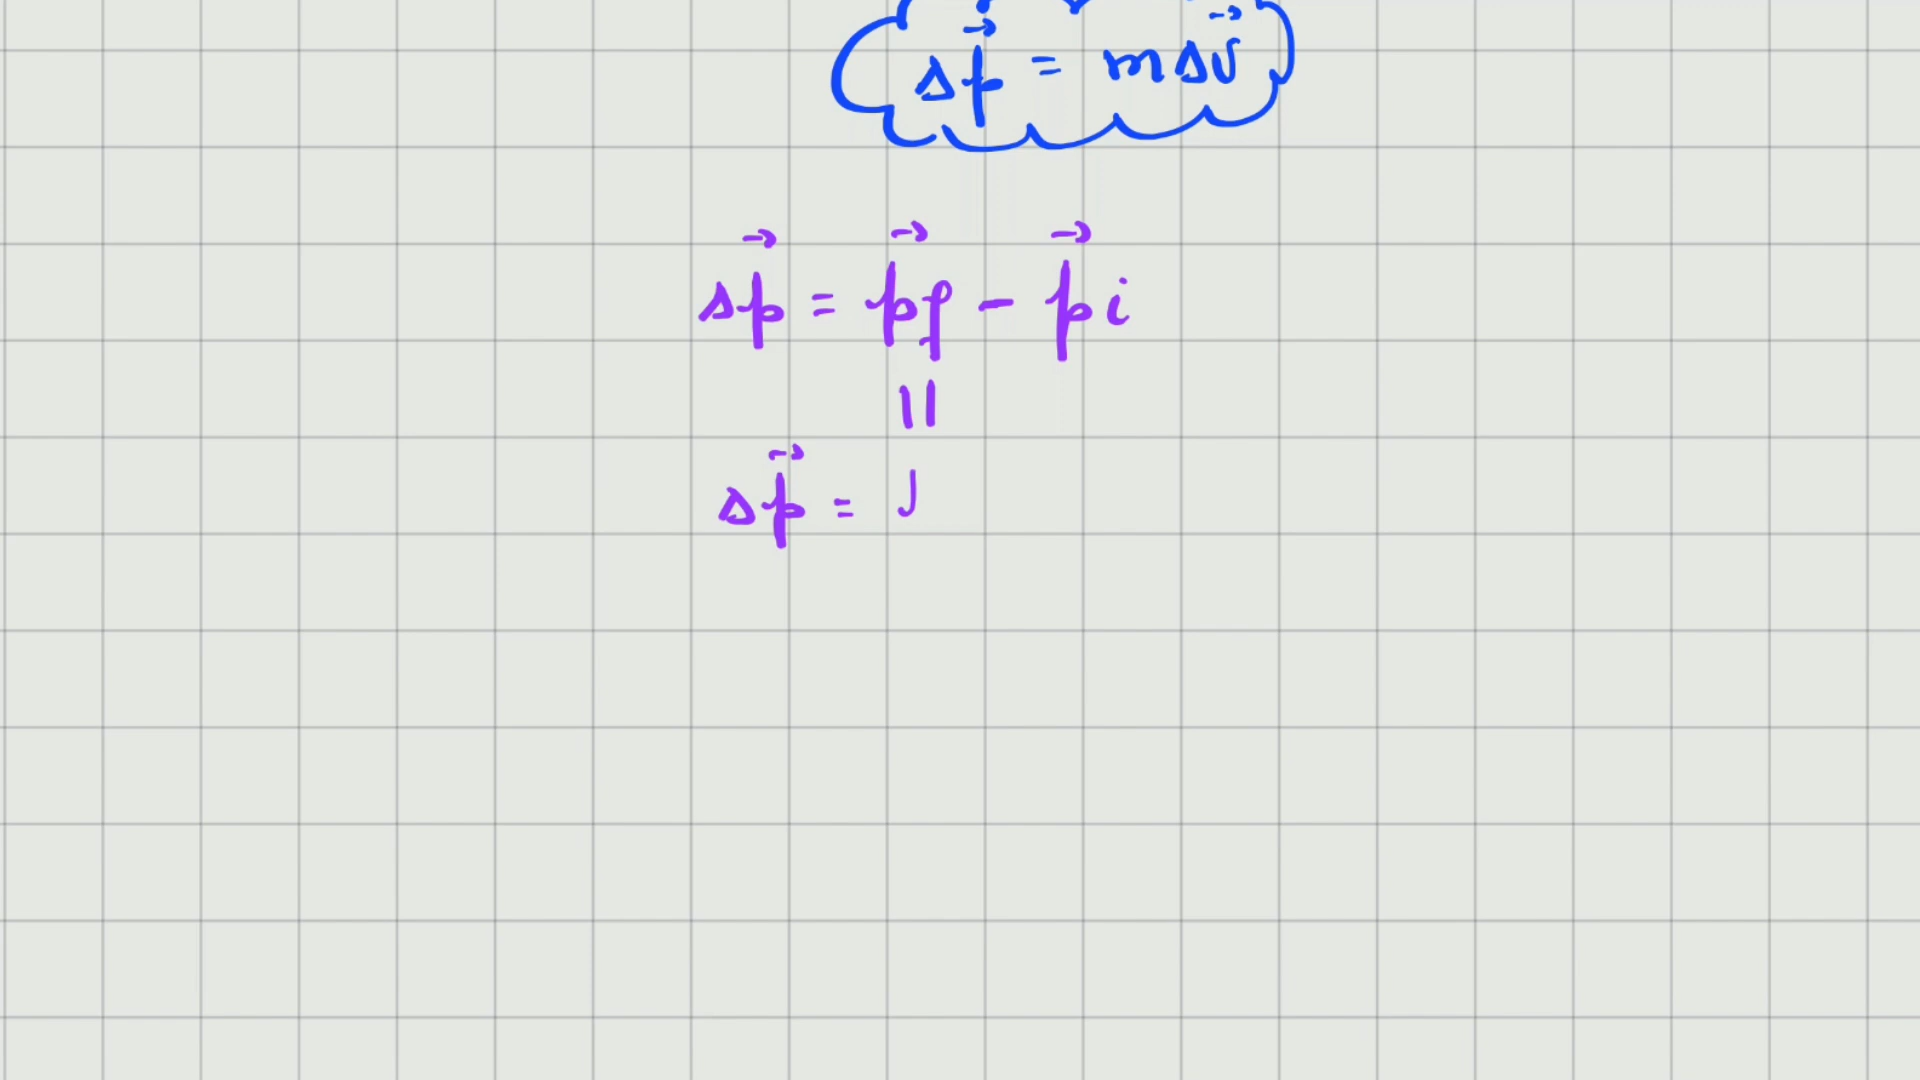 Δp⃗ = mΔv⃗
Δp⃗ = p⃗f - p⃗i
||
Δp⃗ = J